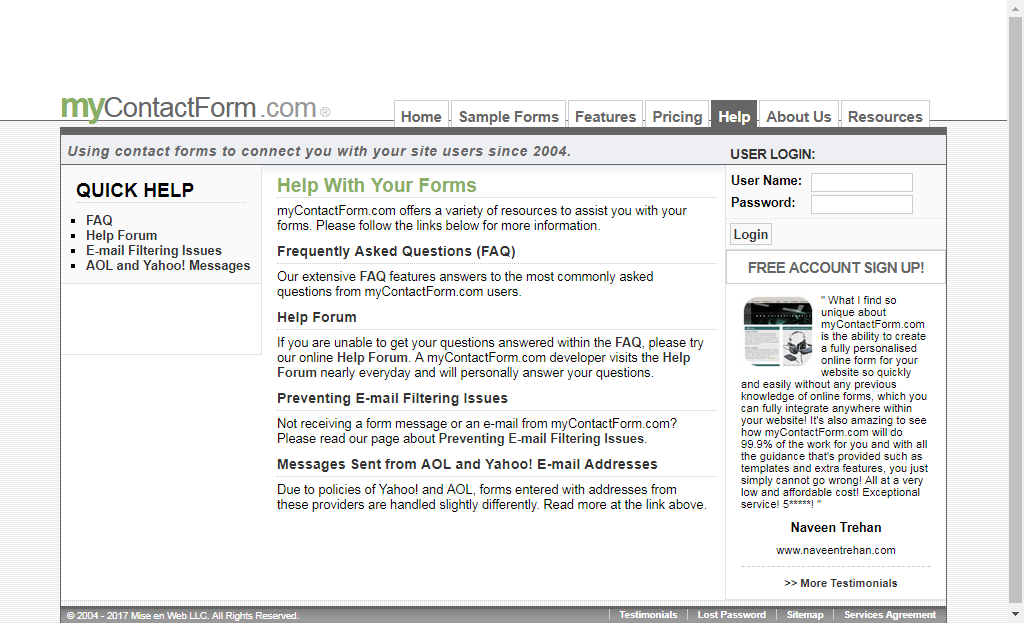 myContactForm.com®
Home
Sample Forms
Features
Pricing
Help
About Us
Resources
Using contact forms to connect you with your site users since 2004.
QUICK HELP
FAQ
Help Forum
E-mail Filtering Issues
AOL and Yahoo! Messages
Help With Your Forms
myContactForm.com offers a variety of resources to assist you with your
forms. Please follow the links below for more information.
Frequently Asked Questions (FAQ)
Our extensive FAQ features answers to the most commonly asked
questions from myContactForm.com users.
Help Forum
If you are unable to get your questions answered within the FAQ, please try
our online Help Forum. A myContactForm.com developer visits the Help
Forum nearly everyday and will personally answer your questions.
Preventing E-mail Filtering Issues
Not receiving a form message or an e-mail from myContactForm.com?
Please read our page about Preventing E-mail Filtering Issues.
Messages Sent from AOL and Yahoo! E-mail Addresses
Due to policies of Yahoo! and AOL, forms entered with addresses from
these providers are handled slightly differently. Read more at the link above.
USER LOGIN:
User Name:
Password:
Login
FREE ACCOUNT SIGN UP!
" What I find so
unique about
myContactForm.com
is the ability to create
a fully personalised
online form for your
website so quickly
and easily without any previous
knowledge of online forms, which you
can fully integrate anywhere within
your website! It's also amazing to see
how myContactForm.com will do
99.9% of the work for you and with all
the guidance that's provided such as
templates and extra features, you just
simply cannot go wrong! All at a very
low and affordable cost! Exceptional
service! 5*****! "
Naveen Trehan
www.naveentrehan.com
>> More Testimonials
© 2004 - 2017 Mise en Web LLC. All Rights Reserved.
Testimonials
Lost Password
Sitemap
Services Agreement